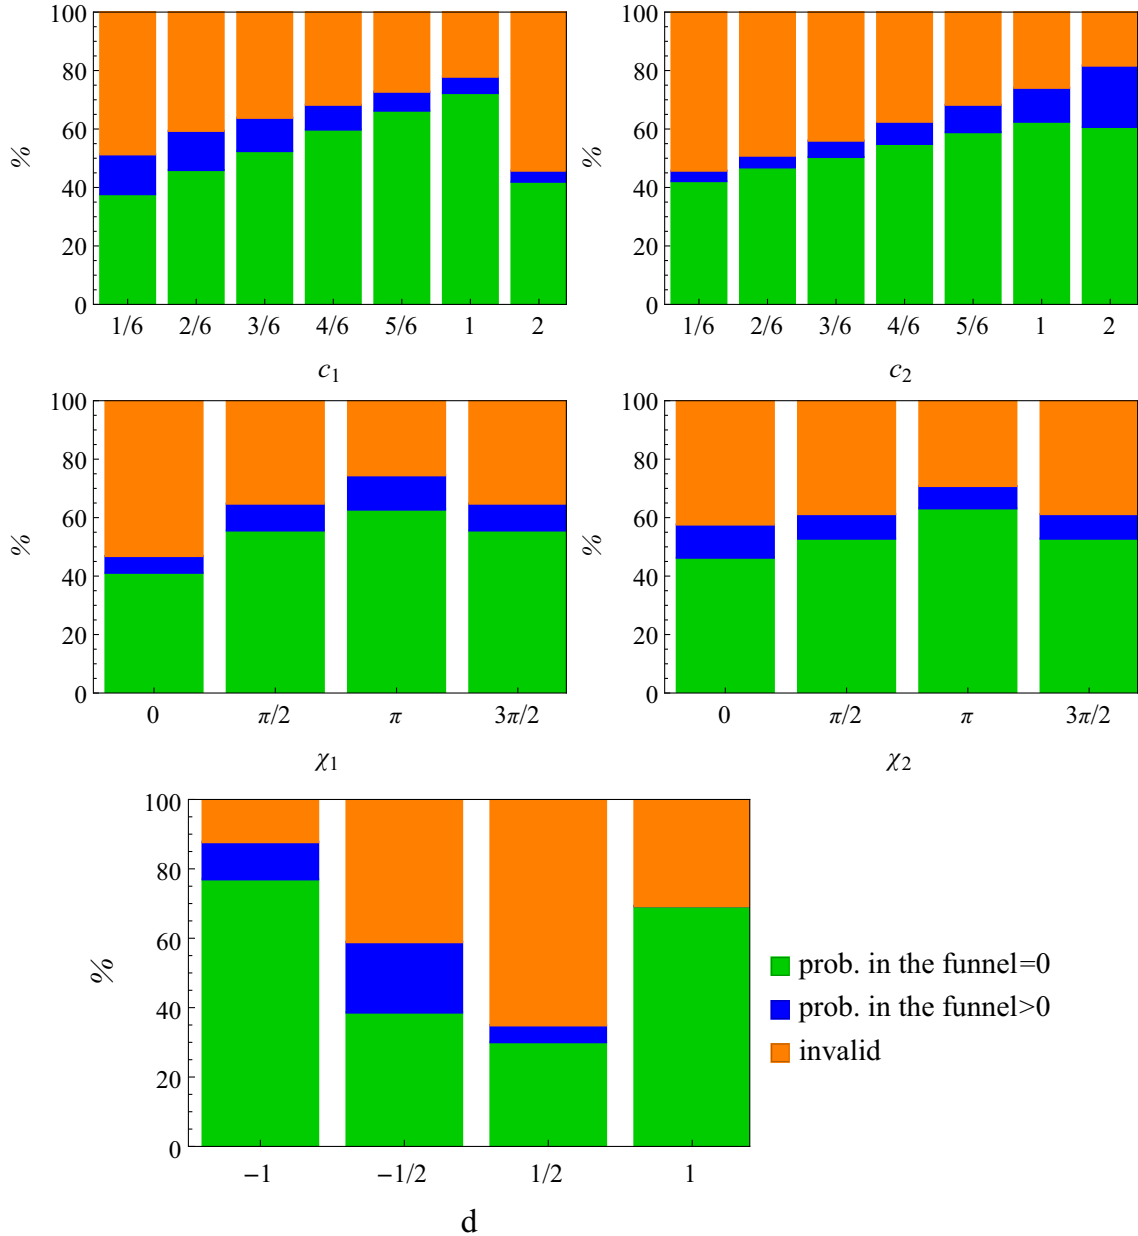 100
80
60
40
20
0
%
1/6 2/6 3/6 4/6 5/6 1 2
c1
100
80
60
40
20
0
%
1/6 2/6 3/6 4/6 5/6 1 2
c2
100
80
60
40
20
0
%
0 π/2 π 3π/2
χ1
100
80
60
40
20
0
%
0 π/2 π 3π/2
χ2
100
80
60
40
20
0
%
−1 −1/2 1/2 1
d
prob. in the funnel=0
prob. in the funnel>0
invalid